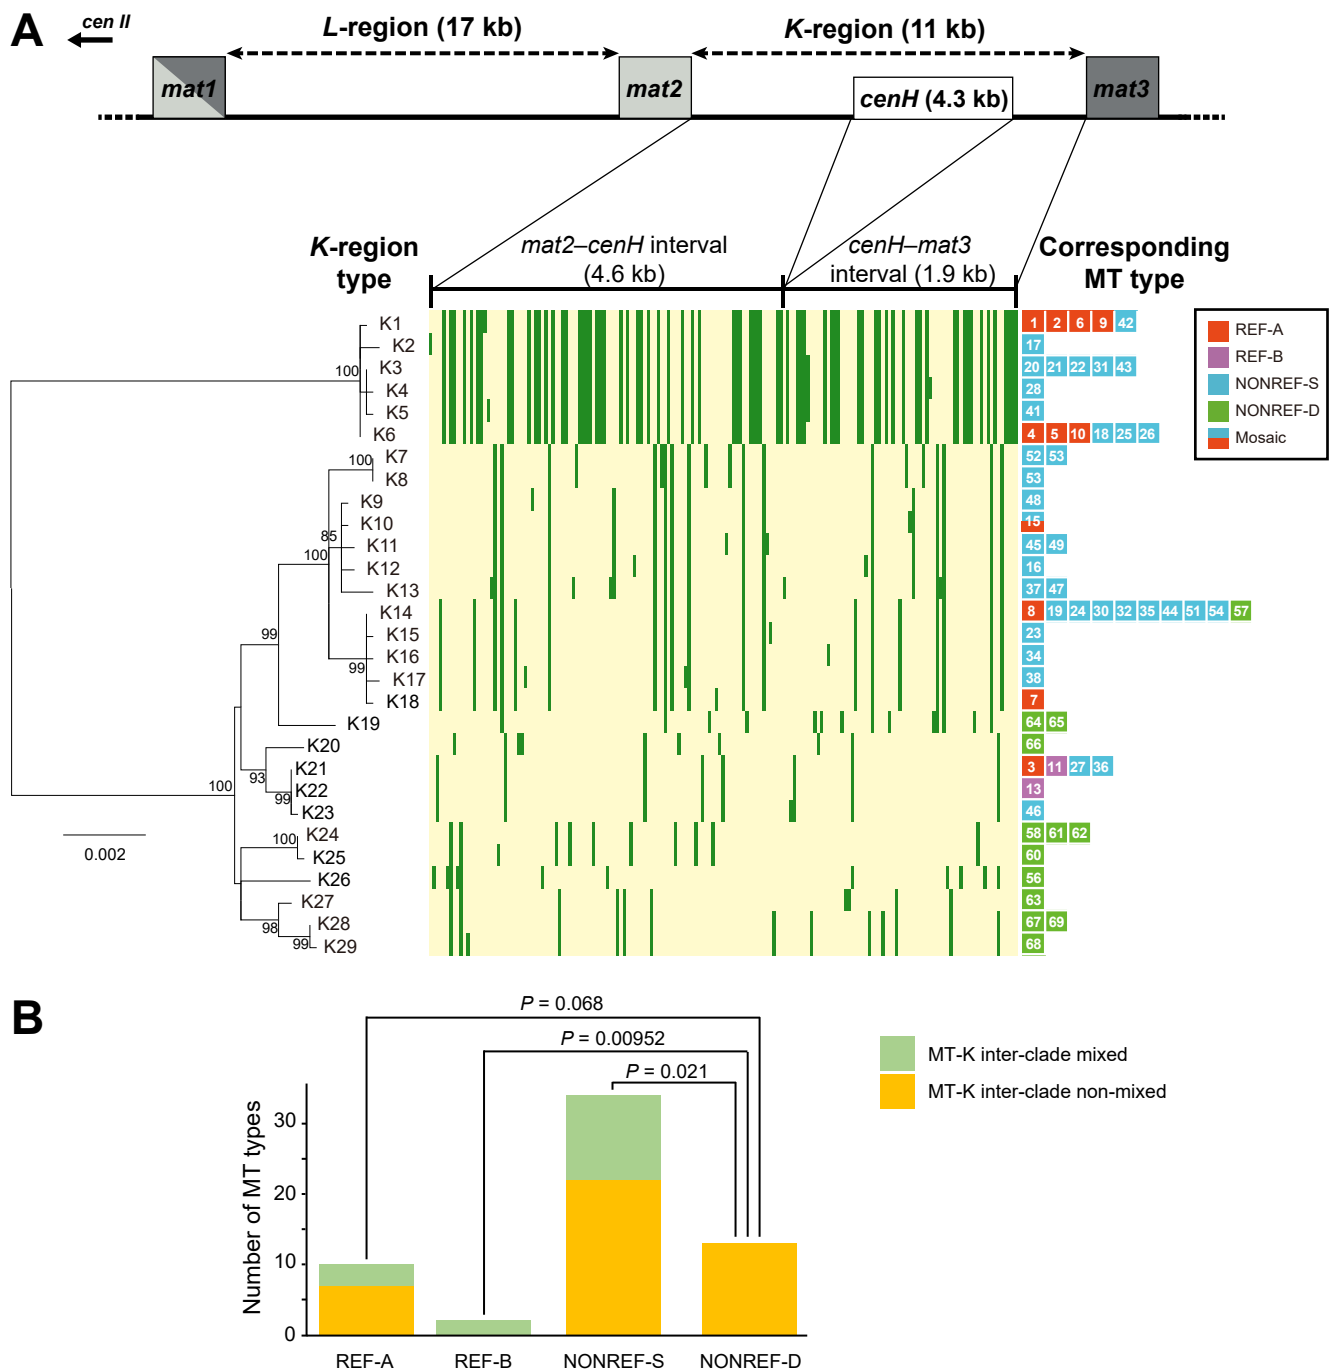 A
cen II
L-region (17 kb)
K-region (11 kb)
mat1
mat2
cenH (4.3 kb)
mat3
K-region
type
mat2–cenH interval
(4.6 kb)
cenH–mat3
interval (1.9 kb)
Corresponding
MT type
K1
1 2 6 9 42
K2
17
K3
20 21 22 31 43
K4
28
K5
41
K6
4 5 10 18 25 26
K7
52 53
K8
53
K9
48
K10
15
K11
45 49
K12
16
K13
37 47
K14
8 19 24 30 32 35 44 51 54 57
K15
23
K16
34
K17
38
K18
7
K19
64 65
K20
66
K21
3 11 27 36
K22
13
K23
46
K24
58 61 62
K25
60
K26
56
K27
63
K28
67 69
K29
68
100
100
85
100
99
99
93
99
100
100
98
99
0.002
REF-A
REF-B
NONREF-S
NONREF-D
Mosaic
B
P = 0.068
P = 0.00952
P = 0.021
MT-K inter-clade mixed
MT-K inter-clade non-mixed
Number of MT types
30
20
10
0
REF-A
REF-B
NONREF-S
NONREF-D